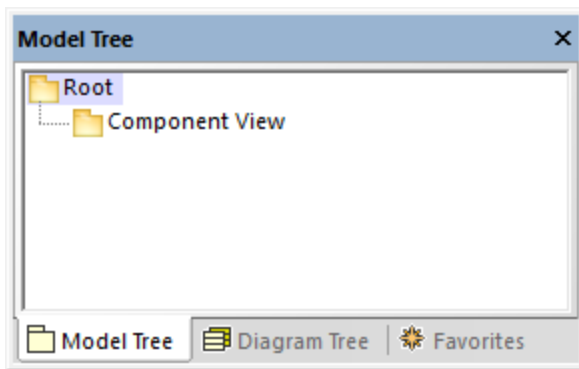 Model Tree
Root
Component View
Model Tree Diagram Tree Favorites